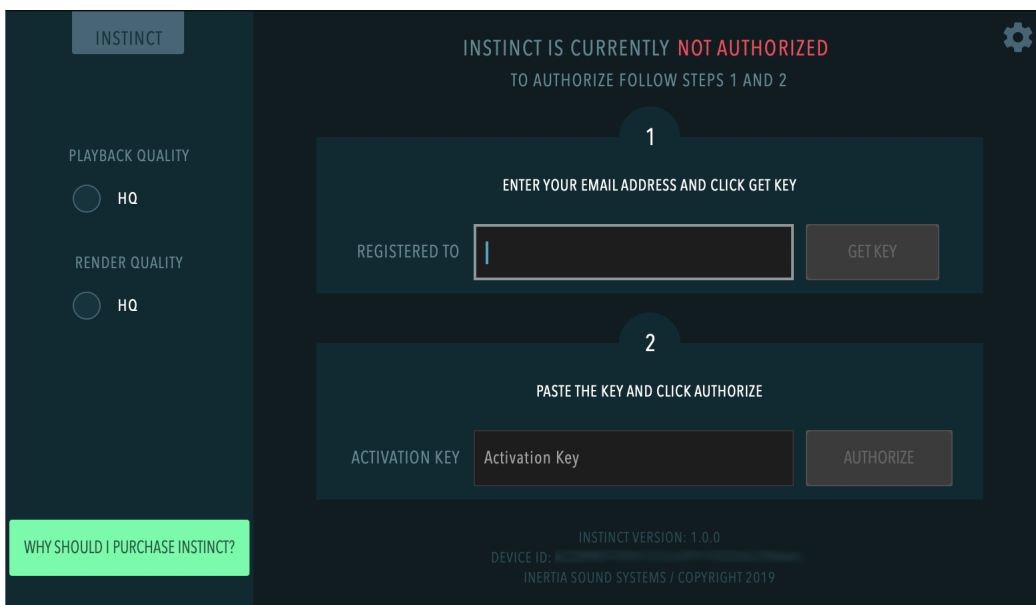 INSTINCT
INSTINCT IS CURRENTLY NOT AUTHORIZED
TO AUTHORIZE FOLLOW STEPS 1 AND 2
PLAYBACK QUALITY
HQ
RENDER QUALITY
HQ
1
ENTER YOUR EMAIL ADDRESS AND CLICK GET KEY
REGISTERED TO
GET KEY
2
PASTE THE KEY AND CLICK AUTHORIZE
ACTIVATION KEY
Activation Key
AUTHORIZE
WHY SHOULD I PURCHASE INSTINCT?
INSTINCT VERSION: 1.0.0
DEVICE ID:
INERTIA SOUND SYSTEMS / COPYRIGHT 2019